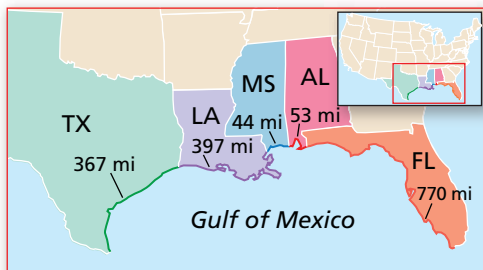 TX
367 mi
LA
397 mi
MS
44 mi
AL
53 mi
FL
770 mi
Gulf of Mexico